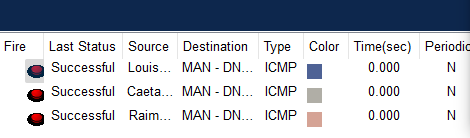 Fire Last Status Source Destination Type Color Time(sec) Periodic
Successful Louis... MAN - DN... ICMP 0.000 N
Successful Caeta... MAN - DN... ICMP 0.000 N
Successful Raim... MAN - DN... ICMP 0.000 N